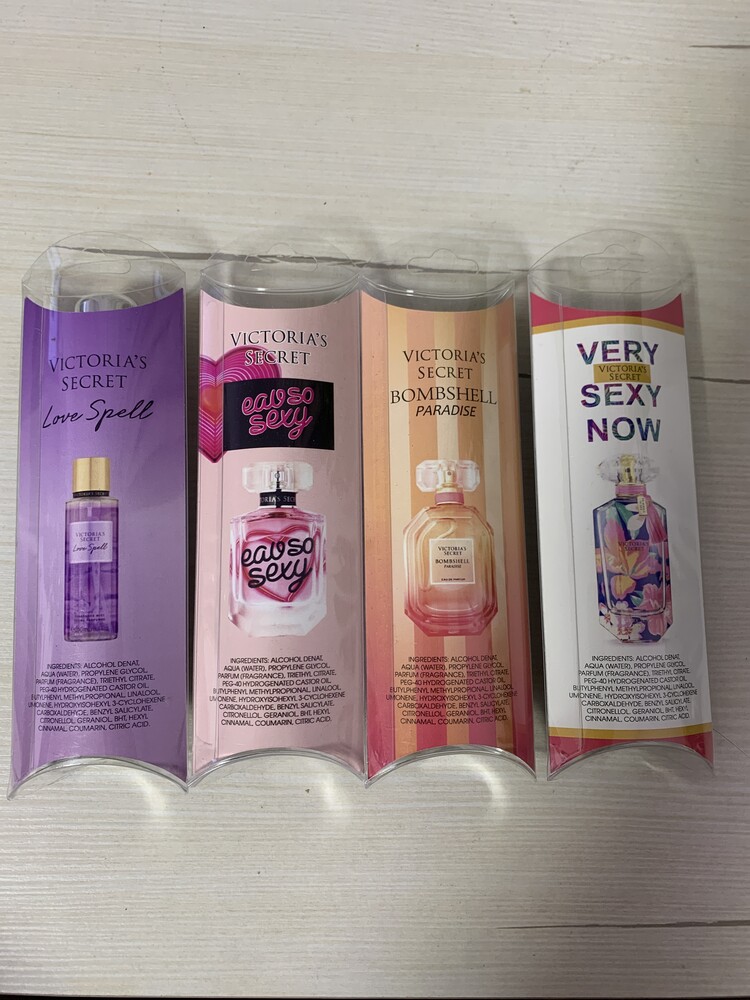 VICTORIA'S
SECRET
Love Spell
VICTORIA'S
SECRET
Love Spell
INGREDIENTS: ALCOHOL DENAT,
AQUA (WATER), PROPYLENE GLYCOL,
PARFUM (FRAGRANCE), TRIETHYL CITRATE,
PEG-40 HYDROGENATED CASTOR OIL,
BUTYLPHENYL METHYLPROPIONAL, LINALOOL,
LIMONENE, HYDROXYISOHEXYL 3-CYCLOHEXENE
CARBOXALDEHYDE, BENZYL SALICYLATE,
CITRONELLOL, GERANIOL, BHT, HEXYL
CINNAMAL, COUMARIN, CITRIC ACID.
VICTORIA'S
SECRET
eau so
sexy
eau so
sexy
INGREDIENTS: ALCOHOL DENAT,
AQUA (WATER), PROPYLENE GLYCOL,
PARFUM (FRAGRANCE), TRIETHYL CITRATE,
PEG-40 HYDROGENATED CASTOR OIL,
BUTYLPHENYL METHYLPROPIONAL, LINALOOL,
LIMONENE, HYDROXYISOHEXYL 3-CYCLOHEXENE
CARBOXALDEHYDE, BENZYL SALICYLATE,
CITRONELLOL, GERANIOL, BHT, HEXYL
CINNAMAL, COUMARIN, CITRIC ACID.
VICTORIA'S
SECRET
BOMBSHELL
PARADISE
VICTORIA'S
SECRET
BOMBSHELL
PARADISE
EAU DE PARFUM
INGREDIENTS: ALCOHOL DENAT,
AQUA (WATER), PROPYLENE GLYCOL,
PARFUM (FRAGRANCE), TRIETHYL CITRATE,
PEG-40 HYDROGENATED CASTOR OIL,
BUTYLPHENYL METHYLPROPIONAL, LINALOOL,
LIMONENE, HYDROXYISOHEXYL 3-CYCLOHEXENE
CARBOXALDEHYDE, BENZYL SALICYLATE,
CITRONELLOL, GERANIOL, BHT, HEXYL
CINNAMAL, COUMARIN, CITRIC ACID.
VERY
VICTORIA'S
SECRET
SEXY
NOW
INGREDIENTS: ALCOHOL DENAT,
AQUA (WATER), PROPYLENE GLYCOL,
PARFUM (FRAGRANCE), TRIETHYL CITRATE,
PEG-40 HYDROGENATED CASTOR OIL,
BUTYLPHENYL METHYLPROPIONAL, LINALOOL,
LIMONENE, HYDROXYISOHEXYL 3-CYCLOHEXENE
CARBOXALDEHYDE, BENZYL SALICYLATE,
CITRONELLOL, GERANIOL, BHT, HEXYL
CINNAMAL, COUMARIN, CITRIC ACID.